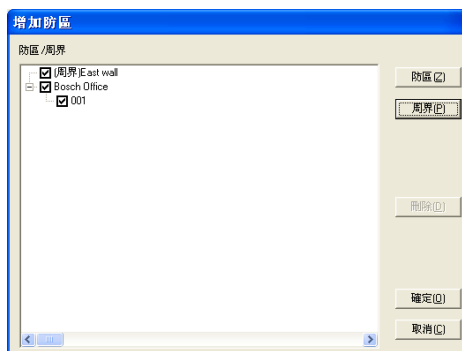 增加防區
防區/周界
(周界)East wall
Bosch Office
001
防區(Z)
周界(P)
刪除(D)
確定(O)
取消(C)